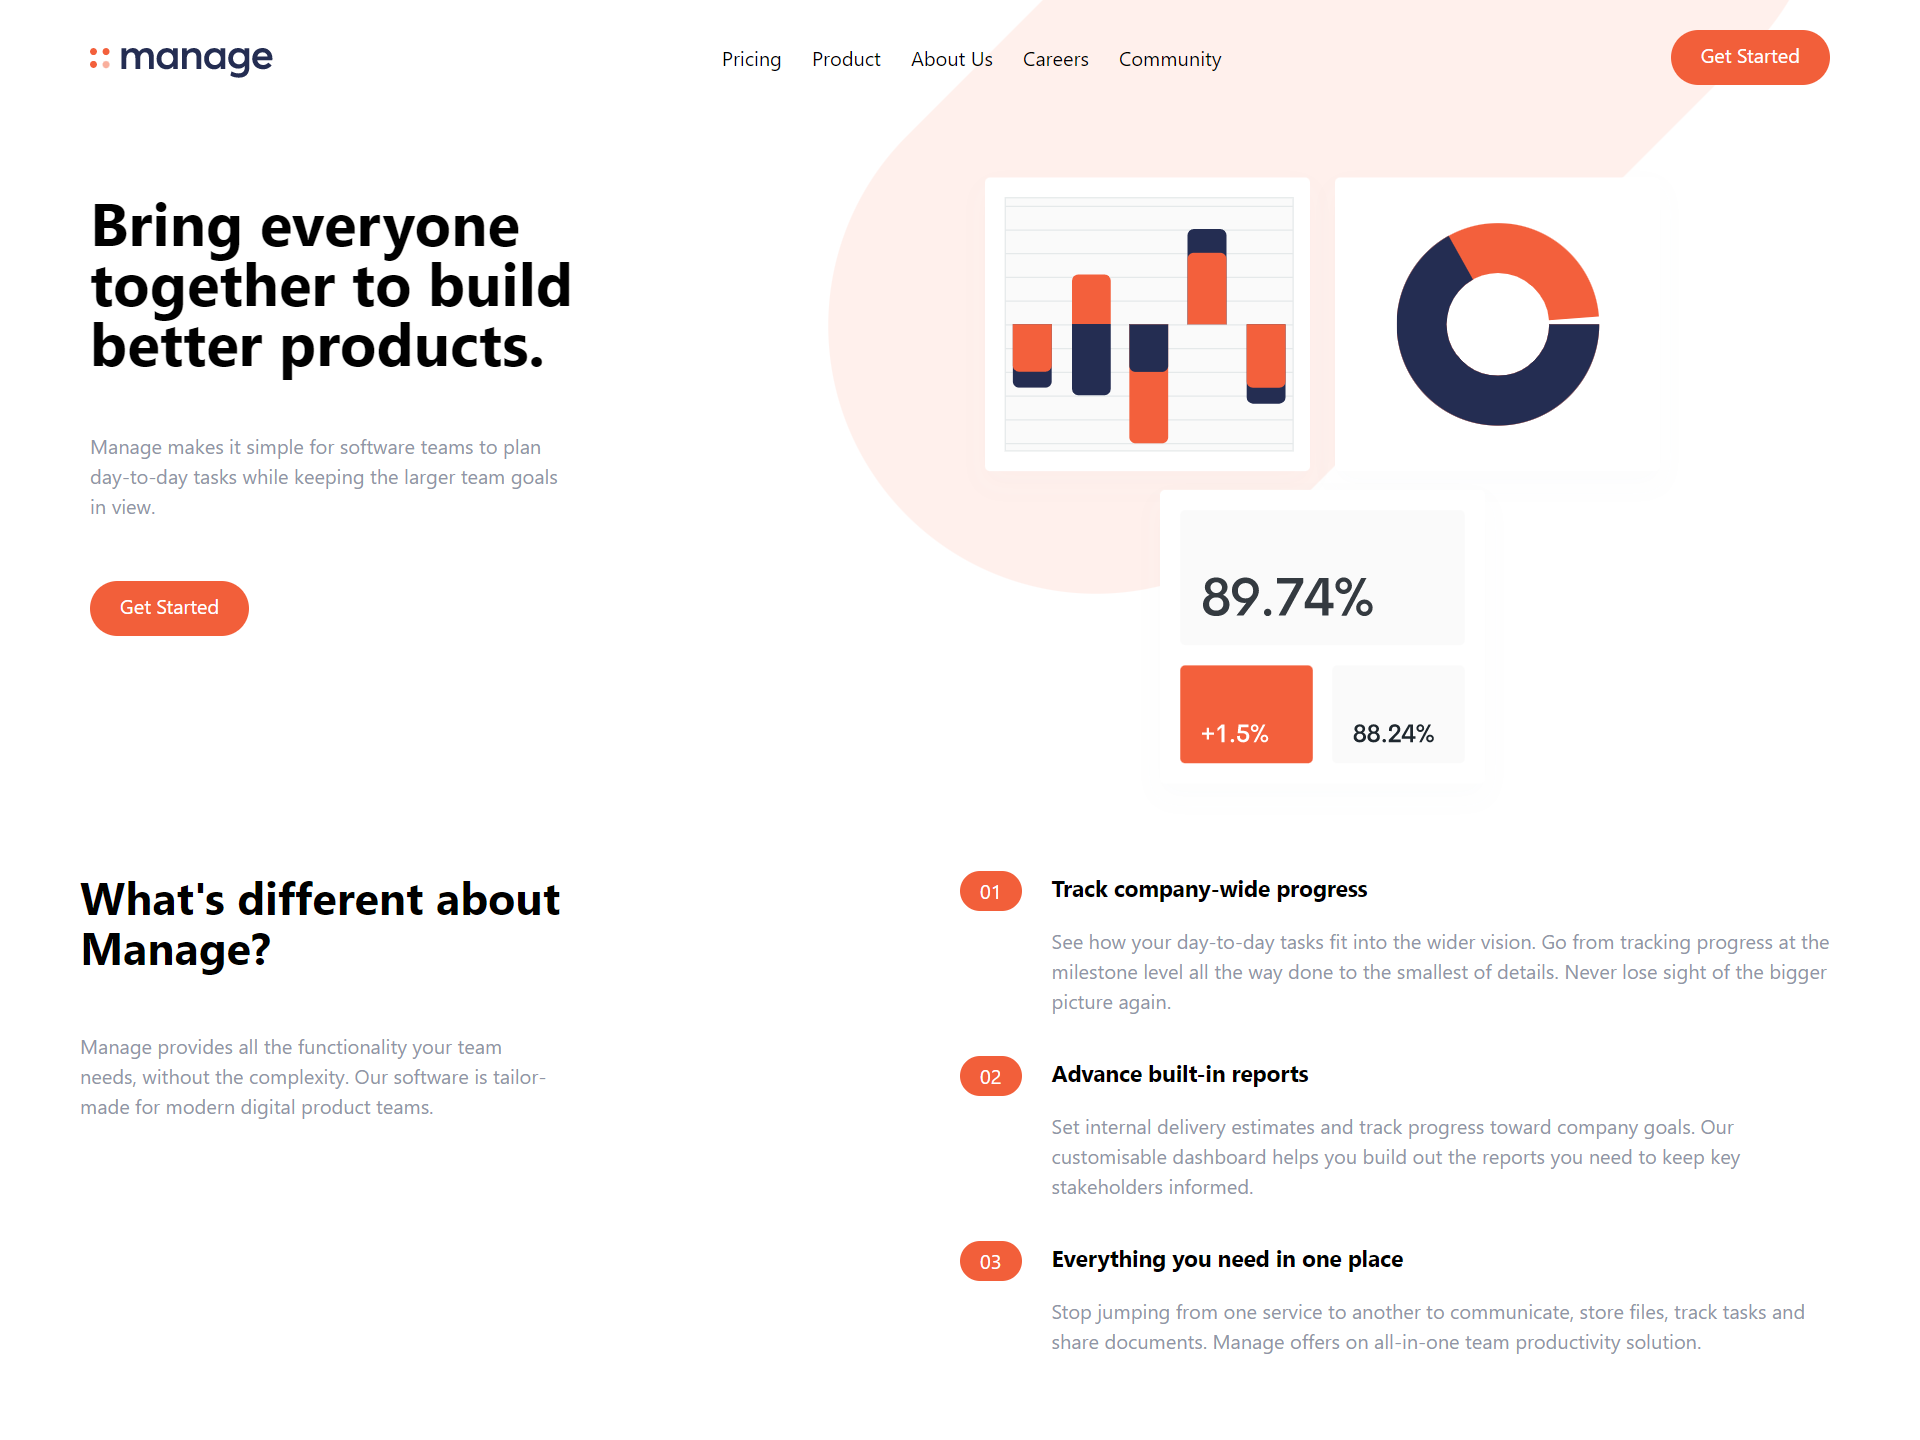 manage
Pricing Product About Us Careers Community
Get Started
Bring everyone
together to build
better products.
Manage makes it simple for software teams to plan
day-to-day tasks while keeping the larger team goals
in view.
Get Started
89.74%
+1.5%
88.24%
What's different about
Manage?
Manage provides all the functionality your team
needs, without the complexity. Our software is tailor-
made for modern digital product teams.
01 Track company-wide progress
See how your day-to-day tasks fit into the wider vision. Go from tracking progress at the
milestone level all the way done to the smallest of details. Never lose sight of the bigger
picture again.
02 Advance built-in reports
Set internal delivery estimates and track progress toward company goals. Our
customisable dashboard helps you build out the reports you need to keep key
stakeholders informed.
03 Everything you need in one place
Stop jumping from one service to another to communicate, store files, track tasks and
share documents. Manage offers on all-in-one team productivity solution.